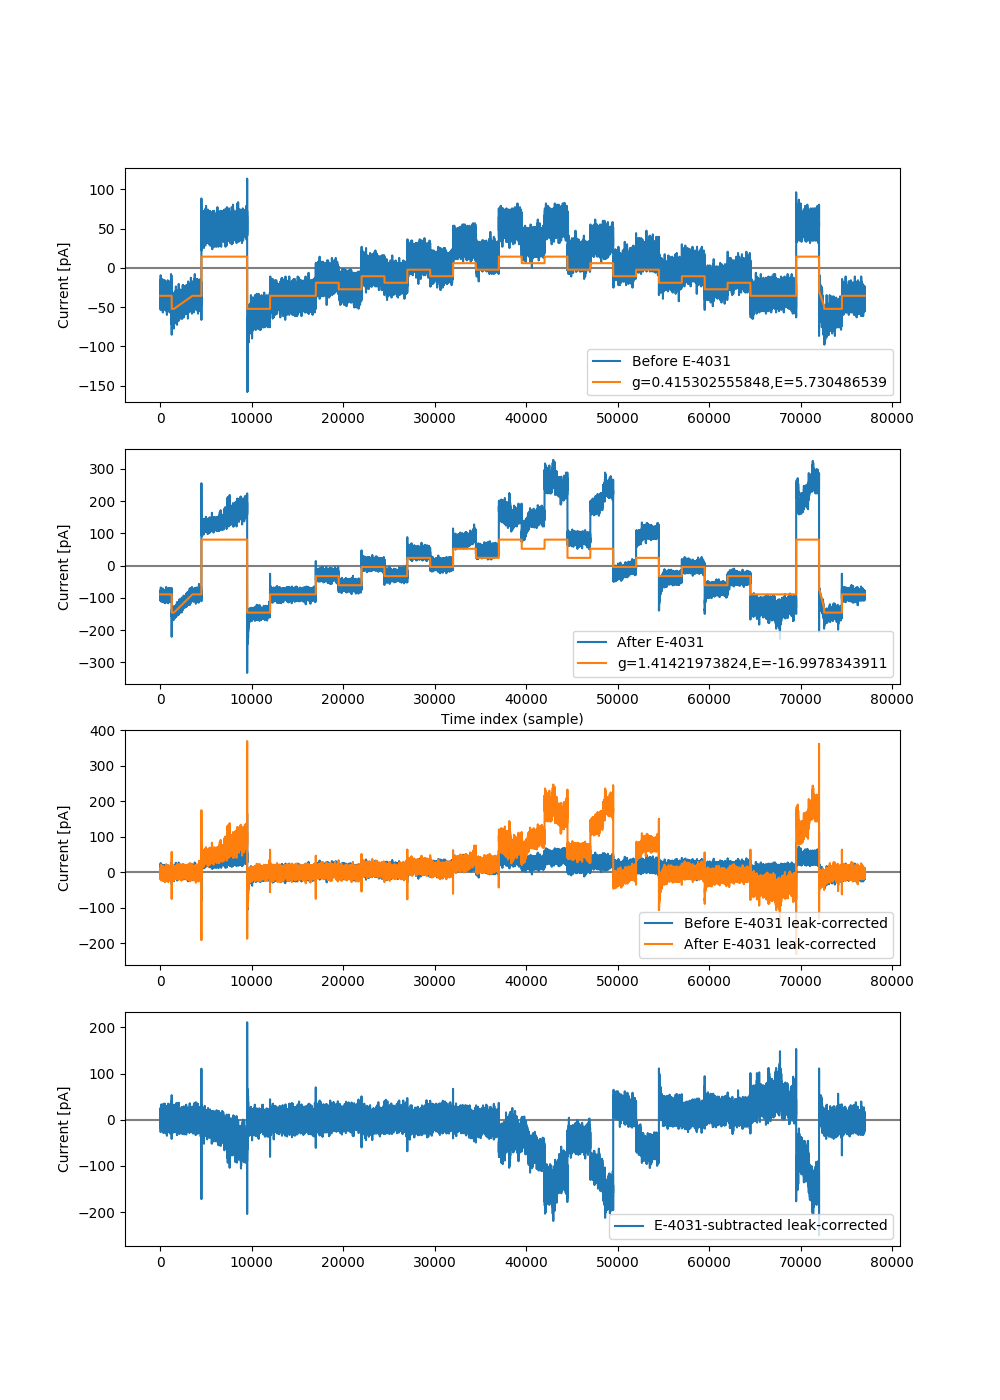 100
50
0
−50
−100
−150
Current [pA]
Before E-4031
g=0.415302555848,E=5.730486539
0 10000 20000 30000 40000 50000 60000 70000 80000
300
200
100
0
−100
−200
−300
Current [pA]
After E-4031
g=1.41421973824,E=-16.9978343911
0 10000 20000 30000 40000 50000 60000 70000 80000
Time index (sample)
400
300
200
100
0
−100
−200
Current [pA]
Before E-4031 leak-corrected
After E-4031 leak-corrected
0 10000 20000 30000 40000 50000 60000 70000 80000
200
100
0
−100
−200
Current [pA]
E-4031-subtracted leak-corrected
0 10000 20000 30000 40000 50000 60000 70000 80000